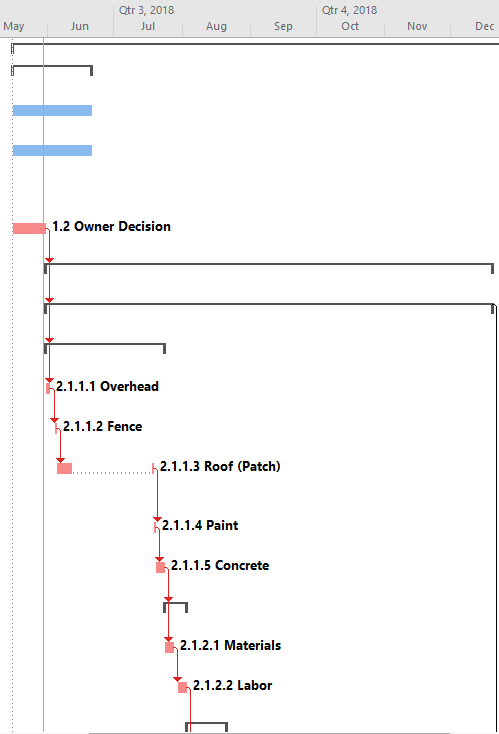 Qtr 3, 2018 Qtr 4, 2018
May Jun Jul Aug Sep Oct Nov Dec
1.2 Owner Decision
2.1.1.1 Overhead
2.1.1.2 Fence
2.1.1.3 Roof (Patch)
2.1.1.4 Paint
2.1.1.5 Concrete
2.1.2.1 Materials
2.1.2.2 Labor